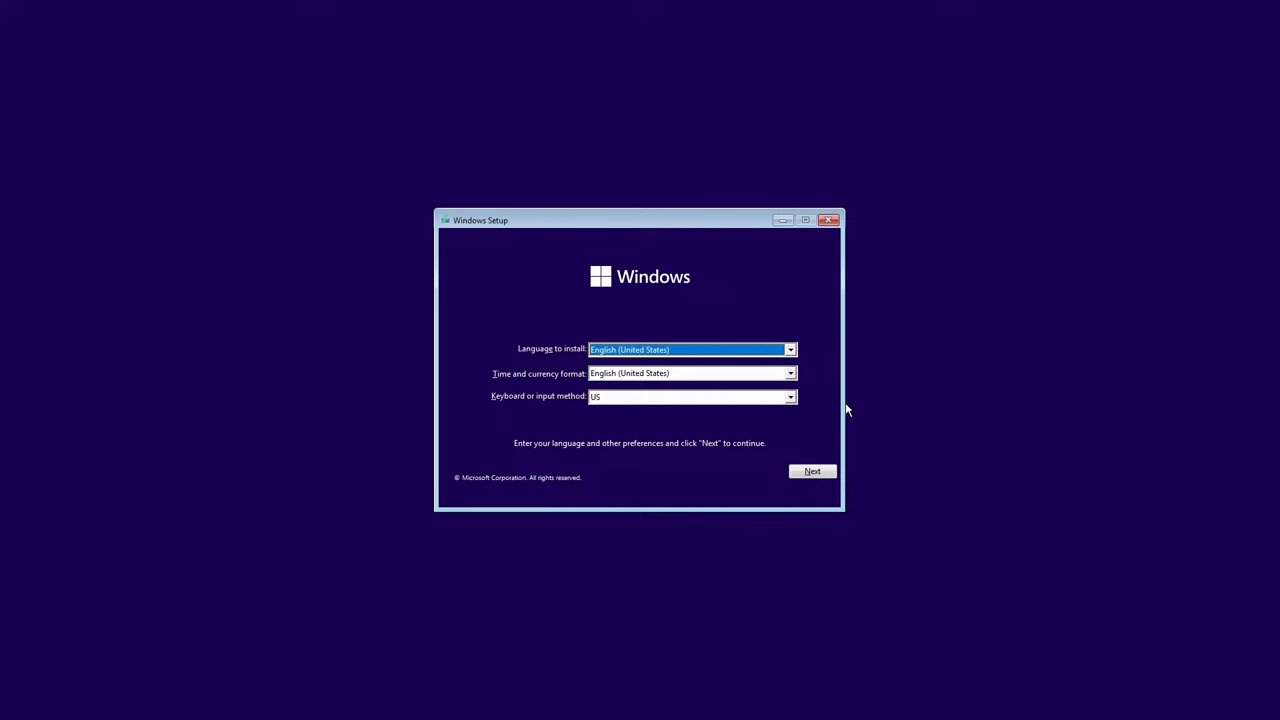 Windows Setup
Windows
Language to install: English (United States)
Time and currency format: English (United States)
Keyboard or input method: US
Enter your language and other preferences and click "Next" to continue.
Next
© Microsoft Corporation. All rights reserved.